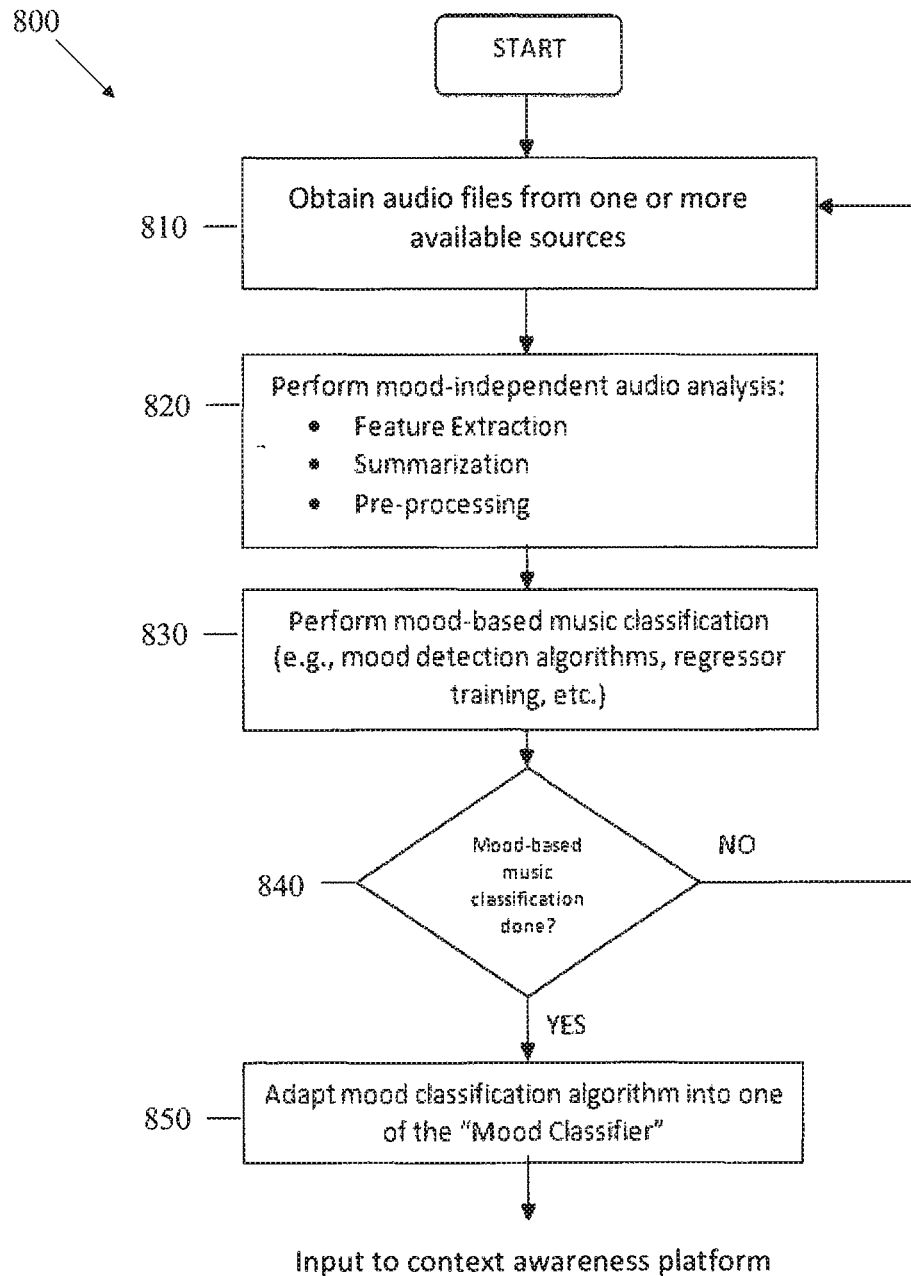 800
START
810
Obtain audio files from one or more
available sources
820
Perform mood-independent audio analysis:
• Feature Extraction
• Summarization
• Pre-processing
830
Perform mood-based music classification
(e.g., mood detection algorithms, regressor
training, etc.)
840
Mood-based
music
classification
done?
NO
YES
850
Adapt mood classification algorithm into one
of the “Mood Classifier”
Input to context awareness platform